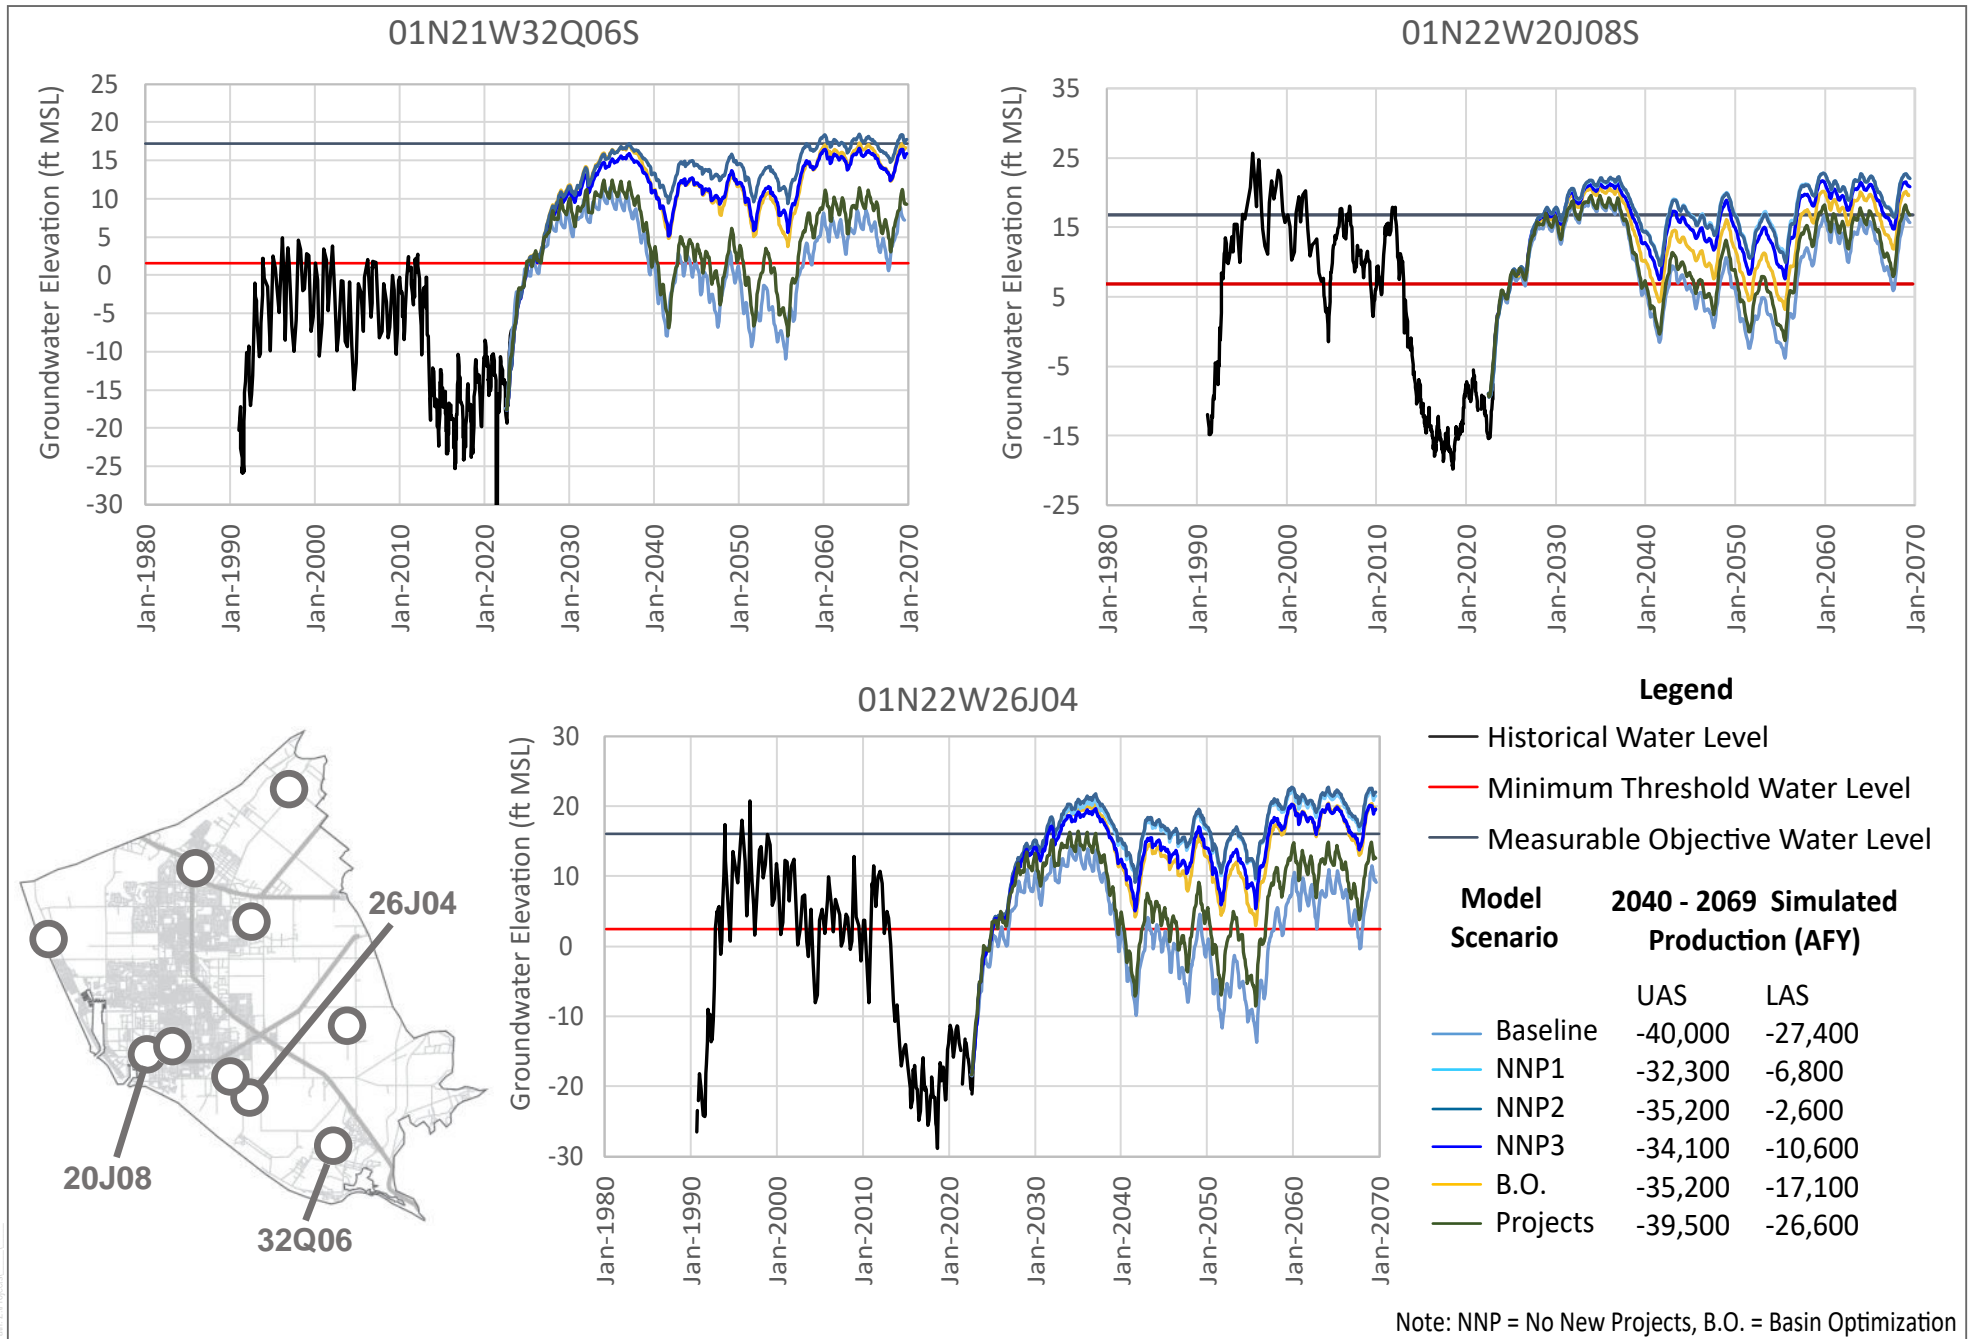 01N21W32Q06S
Groundwater Elevation (ft MSL)
25
20
15
10
5
0
-5
-10
-15
-20
-25
-30
Jan-1980
Jan-1990
Jan-2000
Jan-2010
Jan-2020
Jan-2030
Jan-2040
Jan-2050
Jan-2060
Jan-2070
01N22W20J08S
Groundwater Elevation (ft MSL)
35
25
15
5
-5
-15
-25
Jan-1980
Jan-1990
Jan-2000
Jan-2010
Jan-2020
Jan-2030
Jan-2040
Jan-2050
Jan-2060
Jan-2070
26J04
20J08
32Q06
01N22W26J04
Groundwater Elevation (ft MSL)
30
20
10
0
-10
-20
-30
Jan-1980
Jan-1990
Jan-2000
Jan-2010
Jan-2020
Jan-2030
Jan-2040
Jan-2050
Jan-2060
Jan-2070
Legend
Historical Water Level
Minimum Threshold Water Level
Measurable Objective Water Level
Model Scenario
2040 - 2069 Simulated Production (AFY)
UAS LAS
Baseline -40,000 -27,400
NNP1 -32,300 -6,800
NNP2 -35,200 -2,600
NNP3 -34,100 -10,600
B.O. -35,200 -17,100
Projects -39,500 -26,600
Note: NNP = No New Projects, B.O. = Basin Optimization